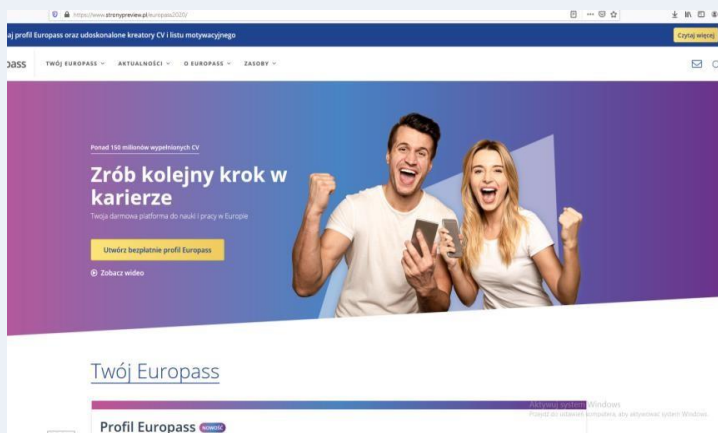 https://www.stronypreview.pl/europass2020/
aj profil Europass oraz udoskonalone kreatory CV i listu motywacyjnego
Czytaj więcej
pass
TWÓJ EUROPASS
AKTUALNOŚCI
O EUROPASS
ZASOBY
Ponad 150 milionów wypełnionych CV
Zrób kolejny krok w
karierze
Twoja darmowa platforma do nauki i pracy w Europie
Utwórz bezpłatnie profil Europass
Zobacz wideo
Twój Europass
Aktywuj system Windows
Przejdź do ustawień komputera, aby aktywować system Windows.
Profil Europass NOWOŚĆ